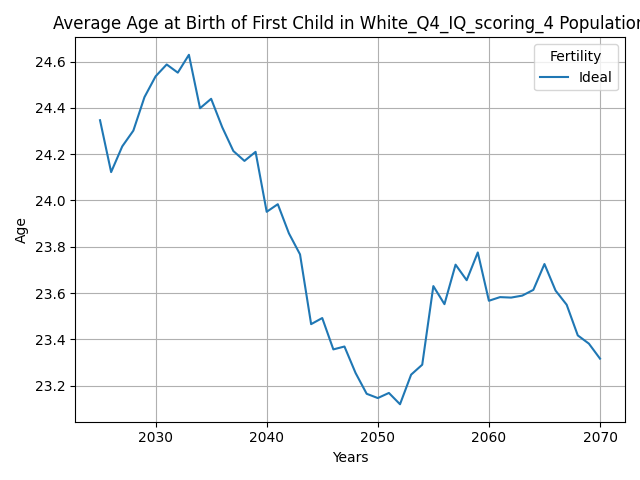 Average Age at Birth of First Child in White_Q4_IQ_scoring_4 Population
Fertility
Ideal
24.6
24.4
24.2
24.0
23.8
23.6
23.4
23.2
Age
2030 2040 2050 2060 2070
Years